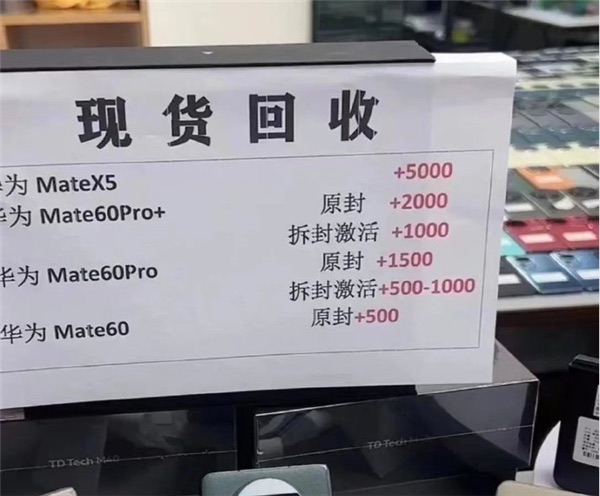 现货回收
华为 MateX5 +5000
华为 Mate60Pro+ 原封 +2000
拆封激活 +1000
华为 Mate60Pro 原封 +1500
拆封激活+500-1000
华为 Mate60 原封+500
TD Tech
TD Tech